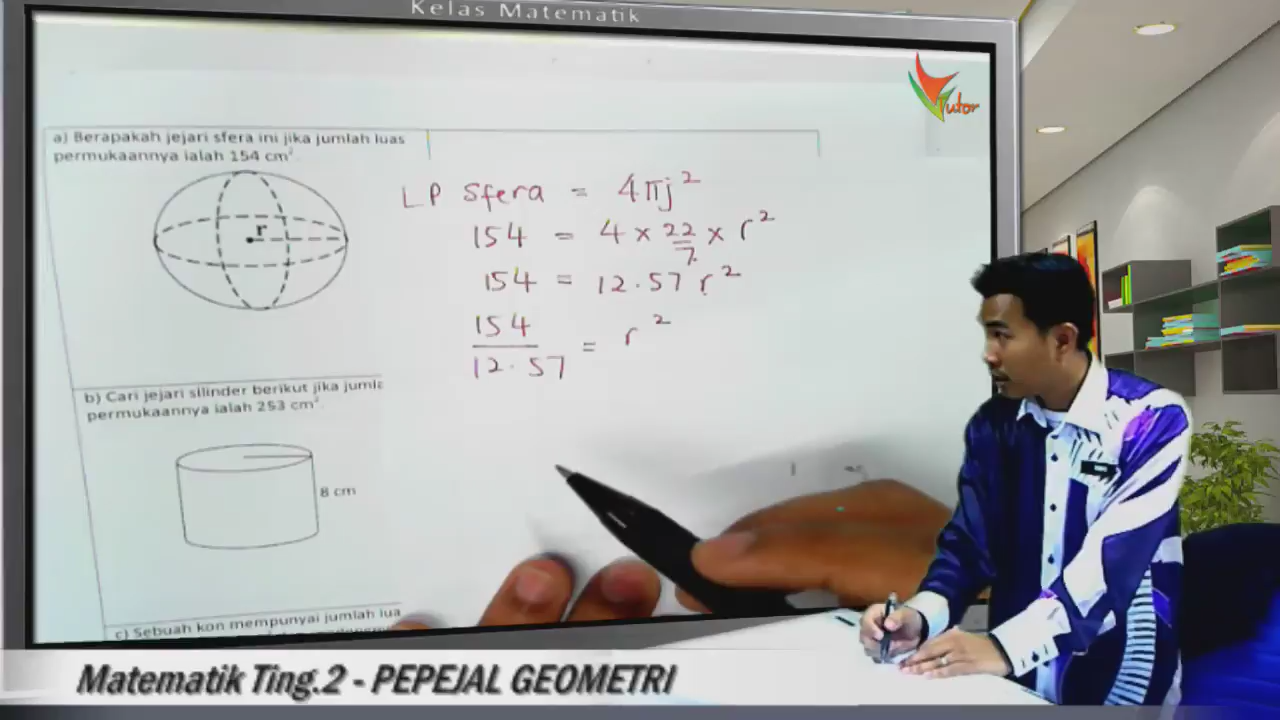 Kelas Matematik
Tutor
a) Berapakah jejari sfera ini jika jumlah luas
permukaannya ialah 154 cm².
r
LP sfera = 4πj²
154 = 4 × 22/7 × r²
154 = 12.57 r²
154/12.57 = r²
b) Cari jejari silinder berikut jika jumla
permukaannya ialah 253 cm².
8 cm
c) Sebuah kon mempunyai jumlah lua
Matematik Ting.2 - PEPEJAL GEOMETRI